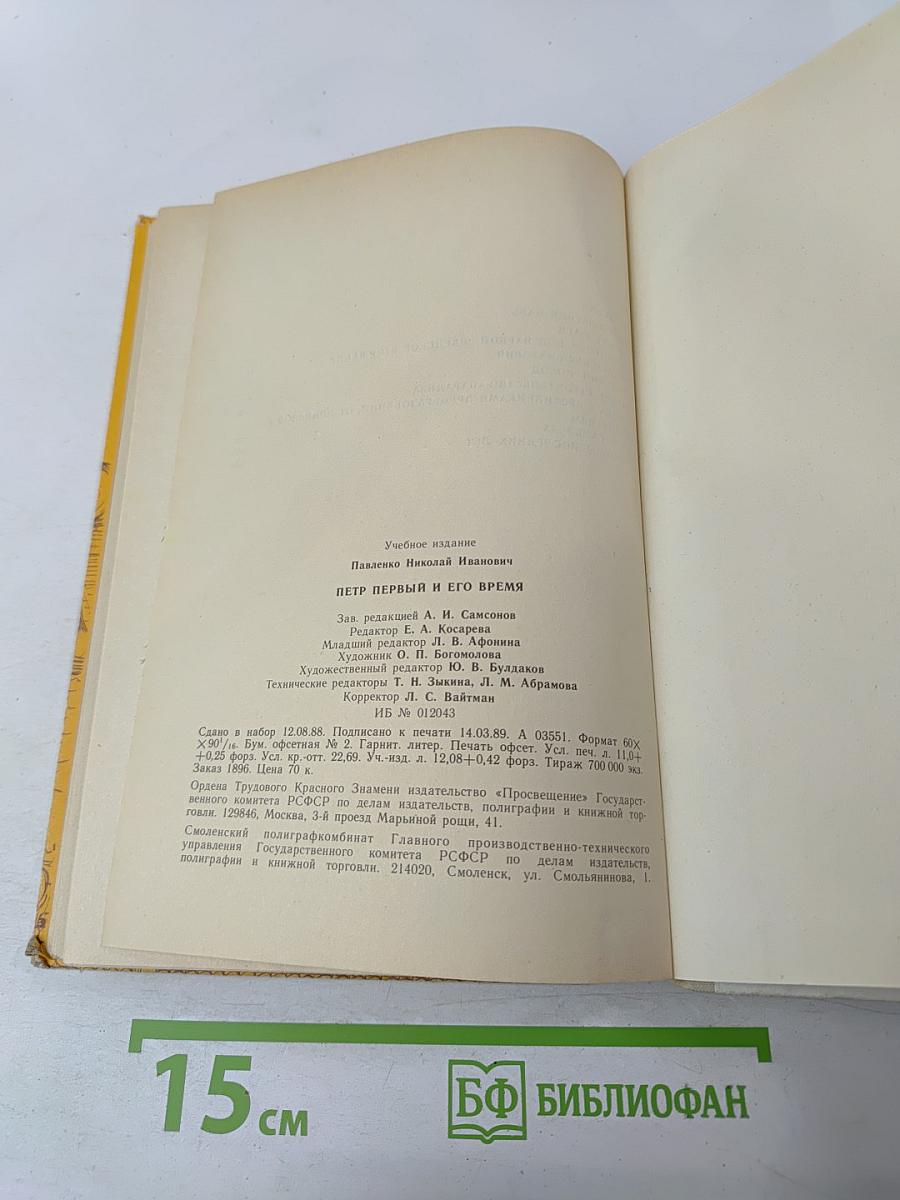 Учебное издание
Павленко Николай Иванович
ПЕТР ПЕРВЫЙ И ЕГО ВРЕМЯ
Зав. редакцией А. И. Самсонов
Редактор Е. А. Косарева
Младший редактор Л. В. Афонина
Художник О. П. Богомолова
Художественный редактор Ю. В. Булдаков
Технические редакторы Т. Н. Зыкина, Л. М. Абрамова
Корректор Л. С. Вайтман
ИБ № 012043
Сдано в набор 12.08.88. Подписано к печати 14.03.89. А 03551. Формат 60×
×90¹/₁₆. Бум. офсетная № 2. Гарнит. литер. Печать офсет. Усл. печ. л. 11,0+
+0,25 форз. Усл. кр.-отт. 22,69. Уч.-изд. л. 12,08+0,42 форз. Тираж 700 000 экз.
Заказ 1896. Цена 70 к.
Ордена Трудового Красного Знамени издательство «Просвещение» Государст-
венного комитета РСФСР по делам издательств, полиграфии и книжной тор-
говли. 129846, Москва, 3-й проезд Марьиной рощи, 41.
Смоленский полиграфкомбинат Главного производственно-технического
управления Государственного комитета РСФСР по делам издательств,
полиграфии и книжной торговли. 214020, Смоленск, ул. Смольянинова, 1.
15 см
БФ БИБЛИОФАН